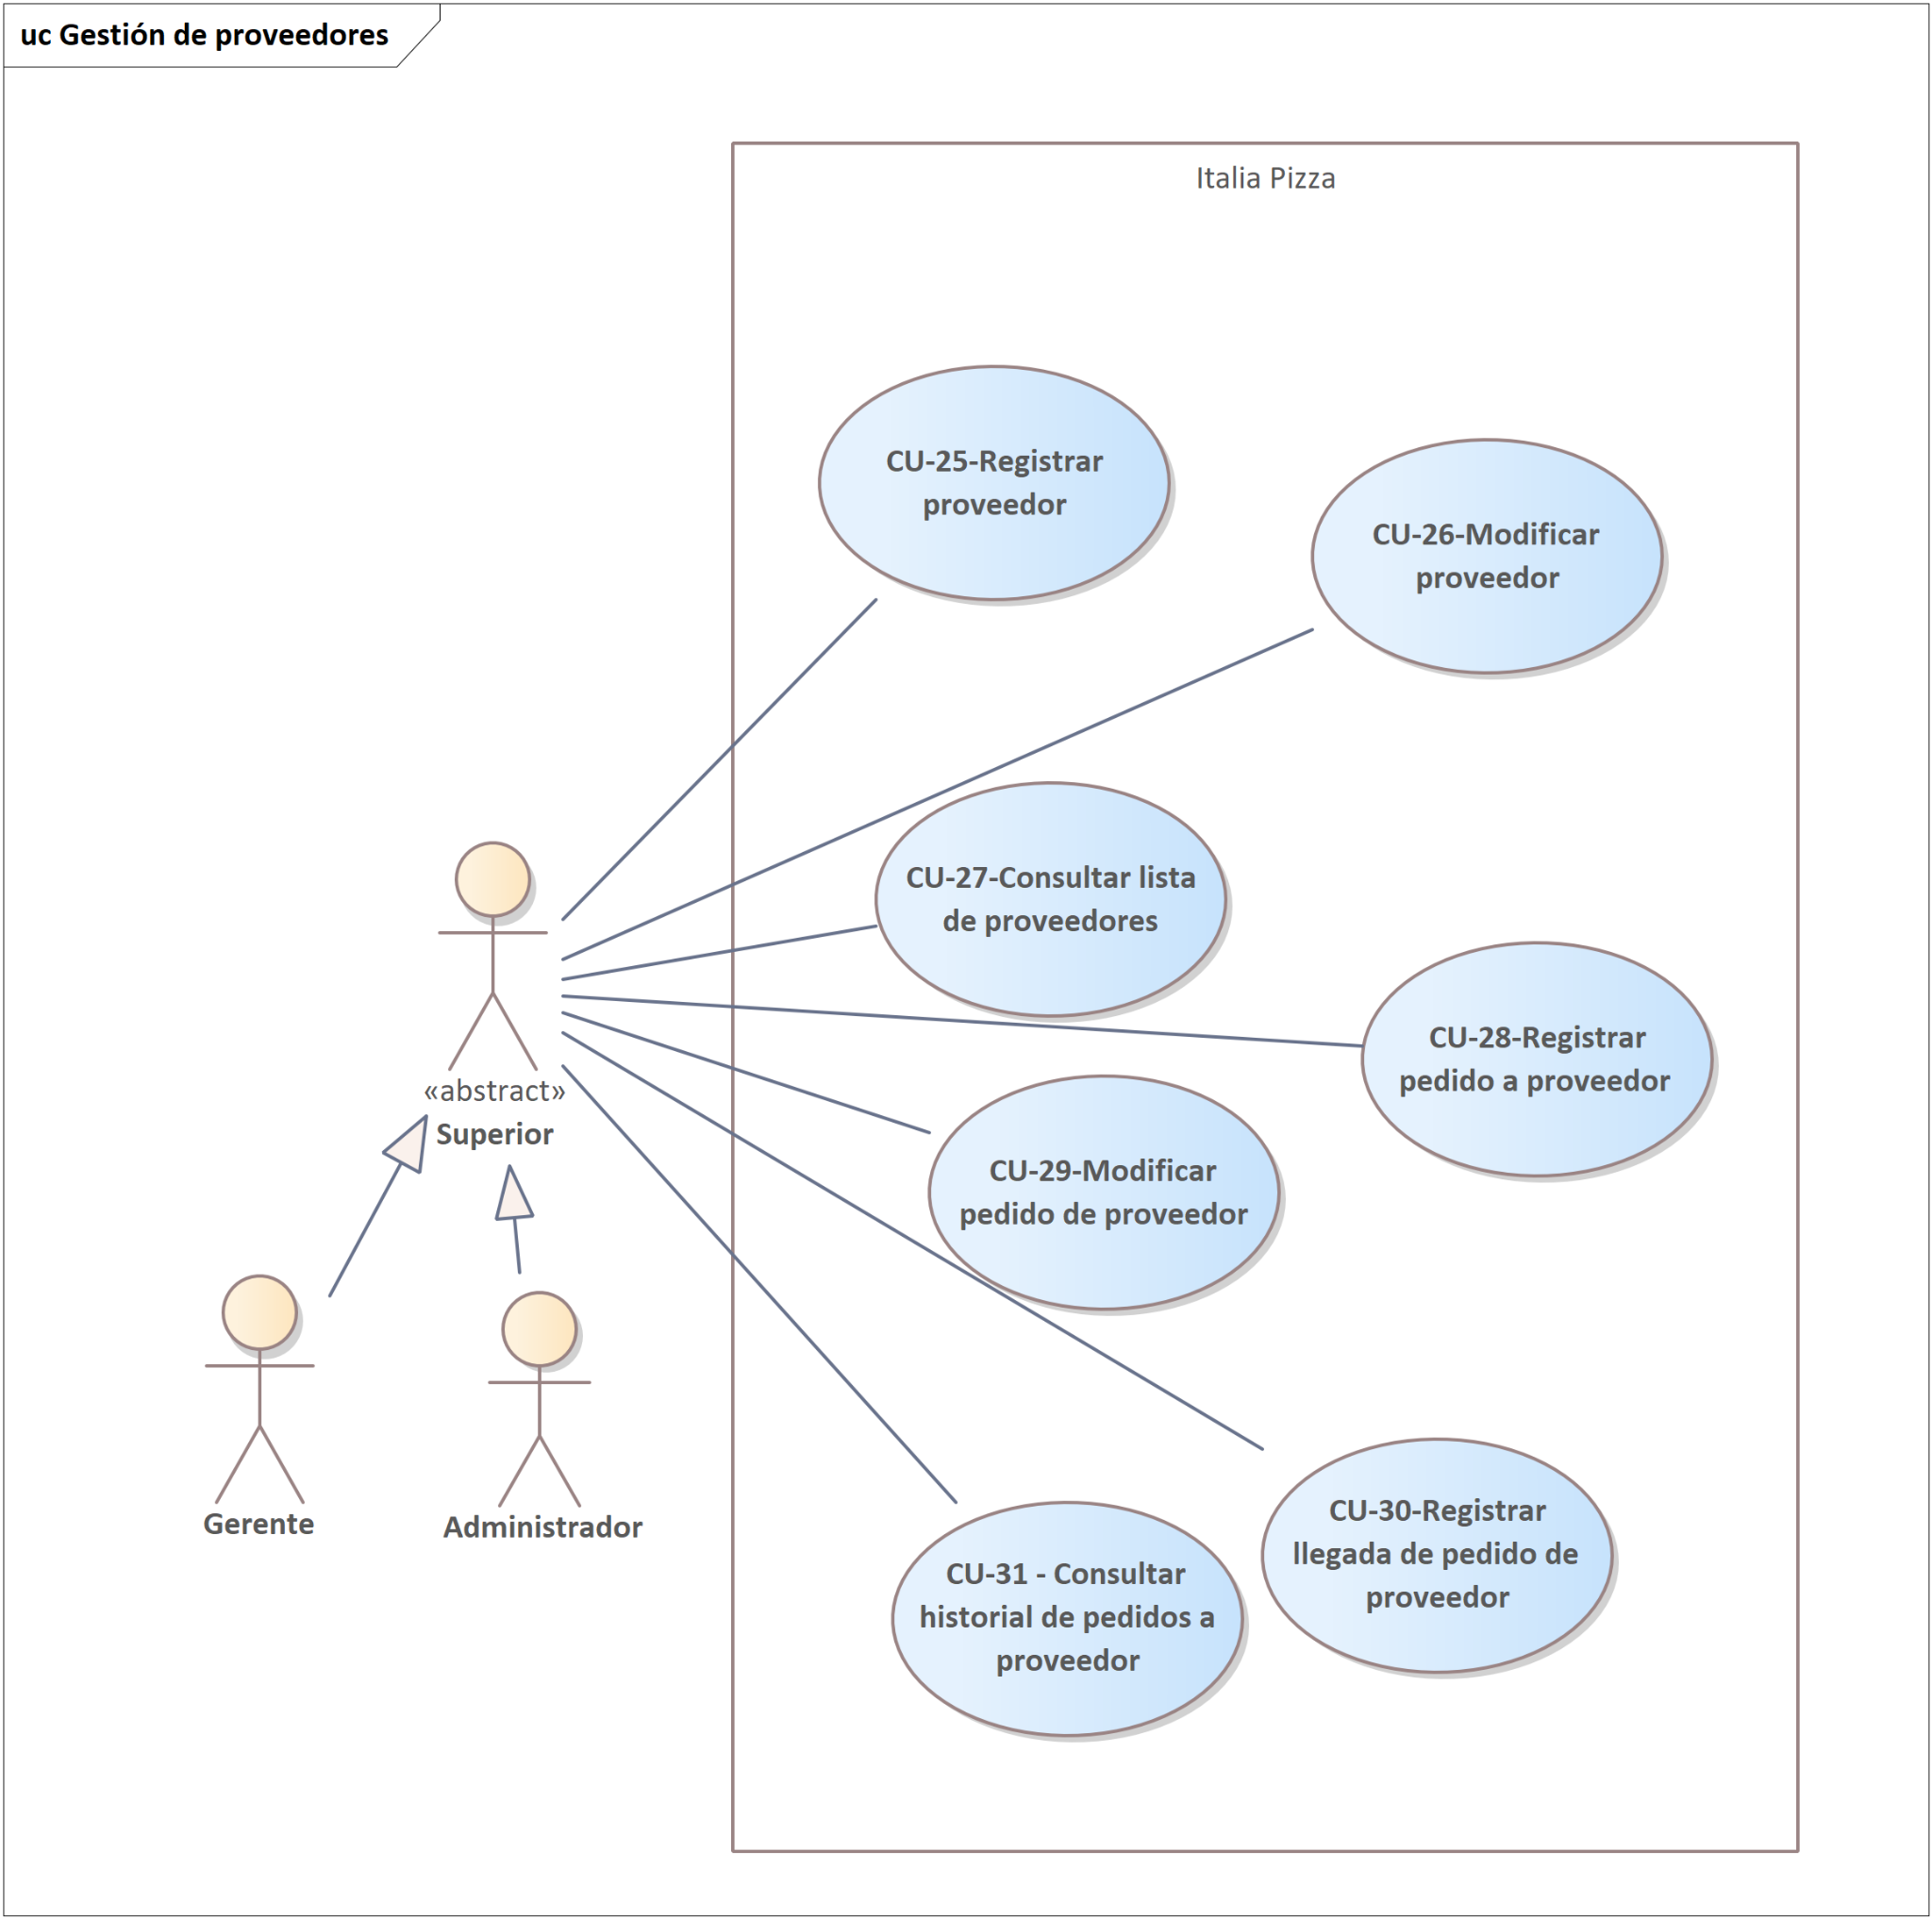 uc Gestión de proveedores
Italia Pizza
CU-25-Registrar
proveedor
CU-26-Modificar
proveedor
CU-27-Consultar lista
de proveedores
CU-28-Registrar
pedido a proveedor
«abstract»
Superior
CU-29-Modificar
pedido de proveedor
Gerente
Administrador
CU-30-Registrar
llegada de pedido de
proveedor
CU-31 - Consultar
historial de pedidos a
proveedor